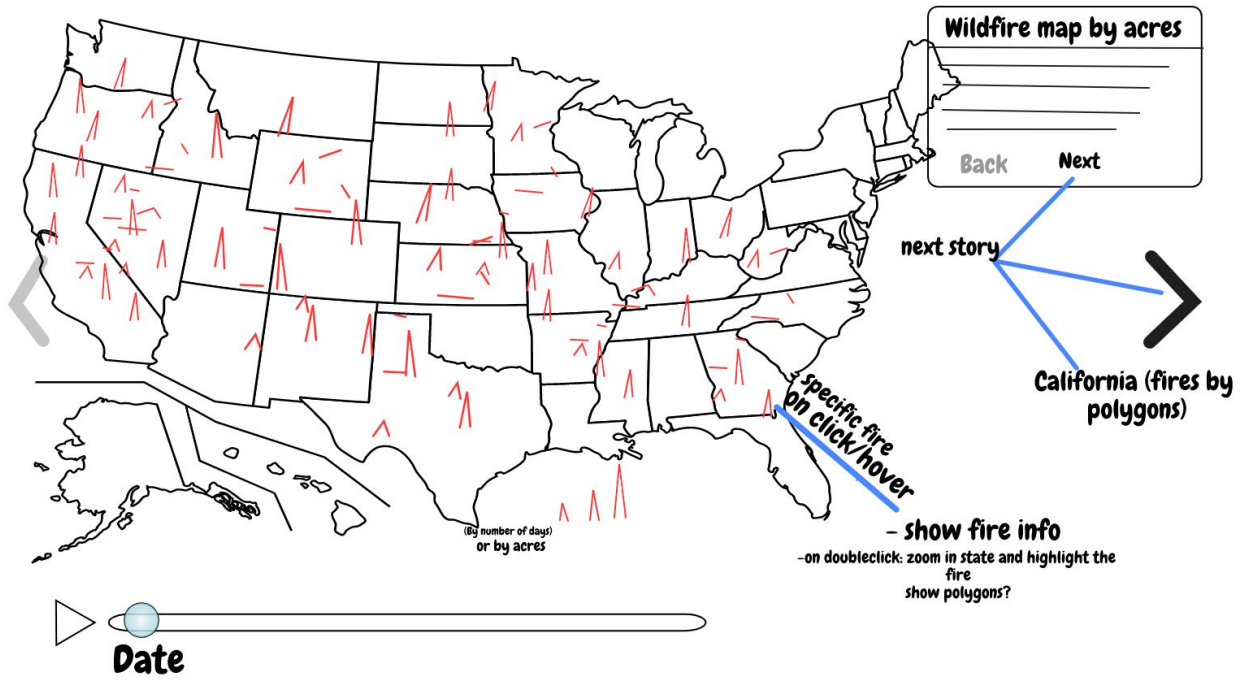 Wildfire map by acres
Back
Next
next story
California (fires by
polygons)
specific fire
on click/hover
- show fire info
-on doubleclick: zoom in state and highlight the
fire
show polygons?
(By number of days)
or by acres
Date